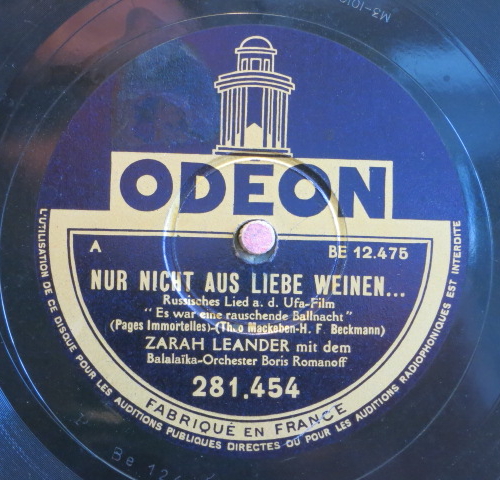 ODEON
A
BE 12.475
NUR NICHT AUS LIEBE WEINEN...
Russisches Lied a. d. Ufa-Film
"Es war eine rauschende Ballnacht"
(Pages Immortelles)-(Theo Mackeben-H. F. Beckmann)
ZARAH LEANDER mit dem
Balalaïka-Orchester Boris Romanoff
281.454
FABRIQUÉ EN FRANCE
L'UTILISATION DE CE DISQUE POUR LES AUDITIONS PUBLIQUES DIRECTES OU POUR LES AUDITIONS RADIOPHONIQUES EST INTERDITE
Be